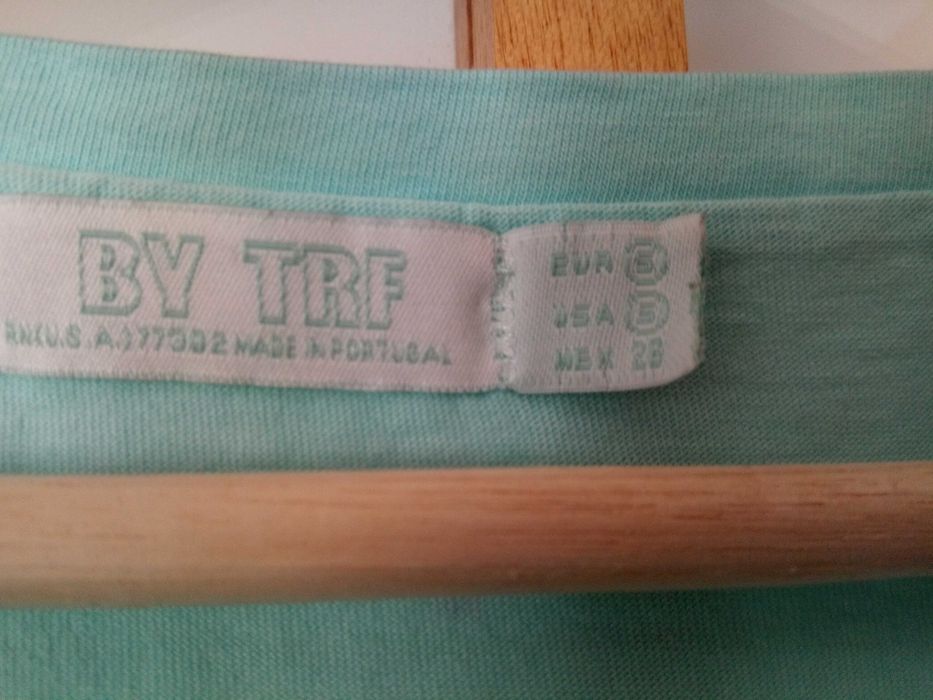 BY TRF
RN(U.S.A.)77302 MADE IN PORTUGAL
EUR S
USA S
MEX 26